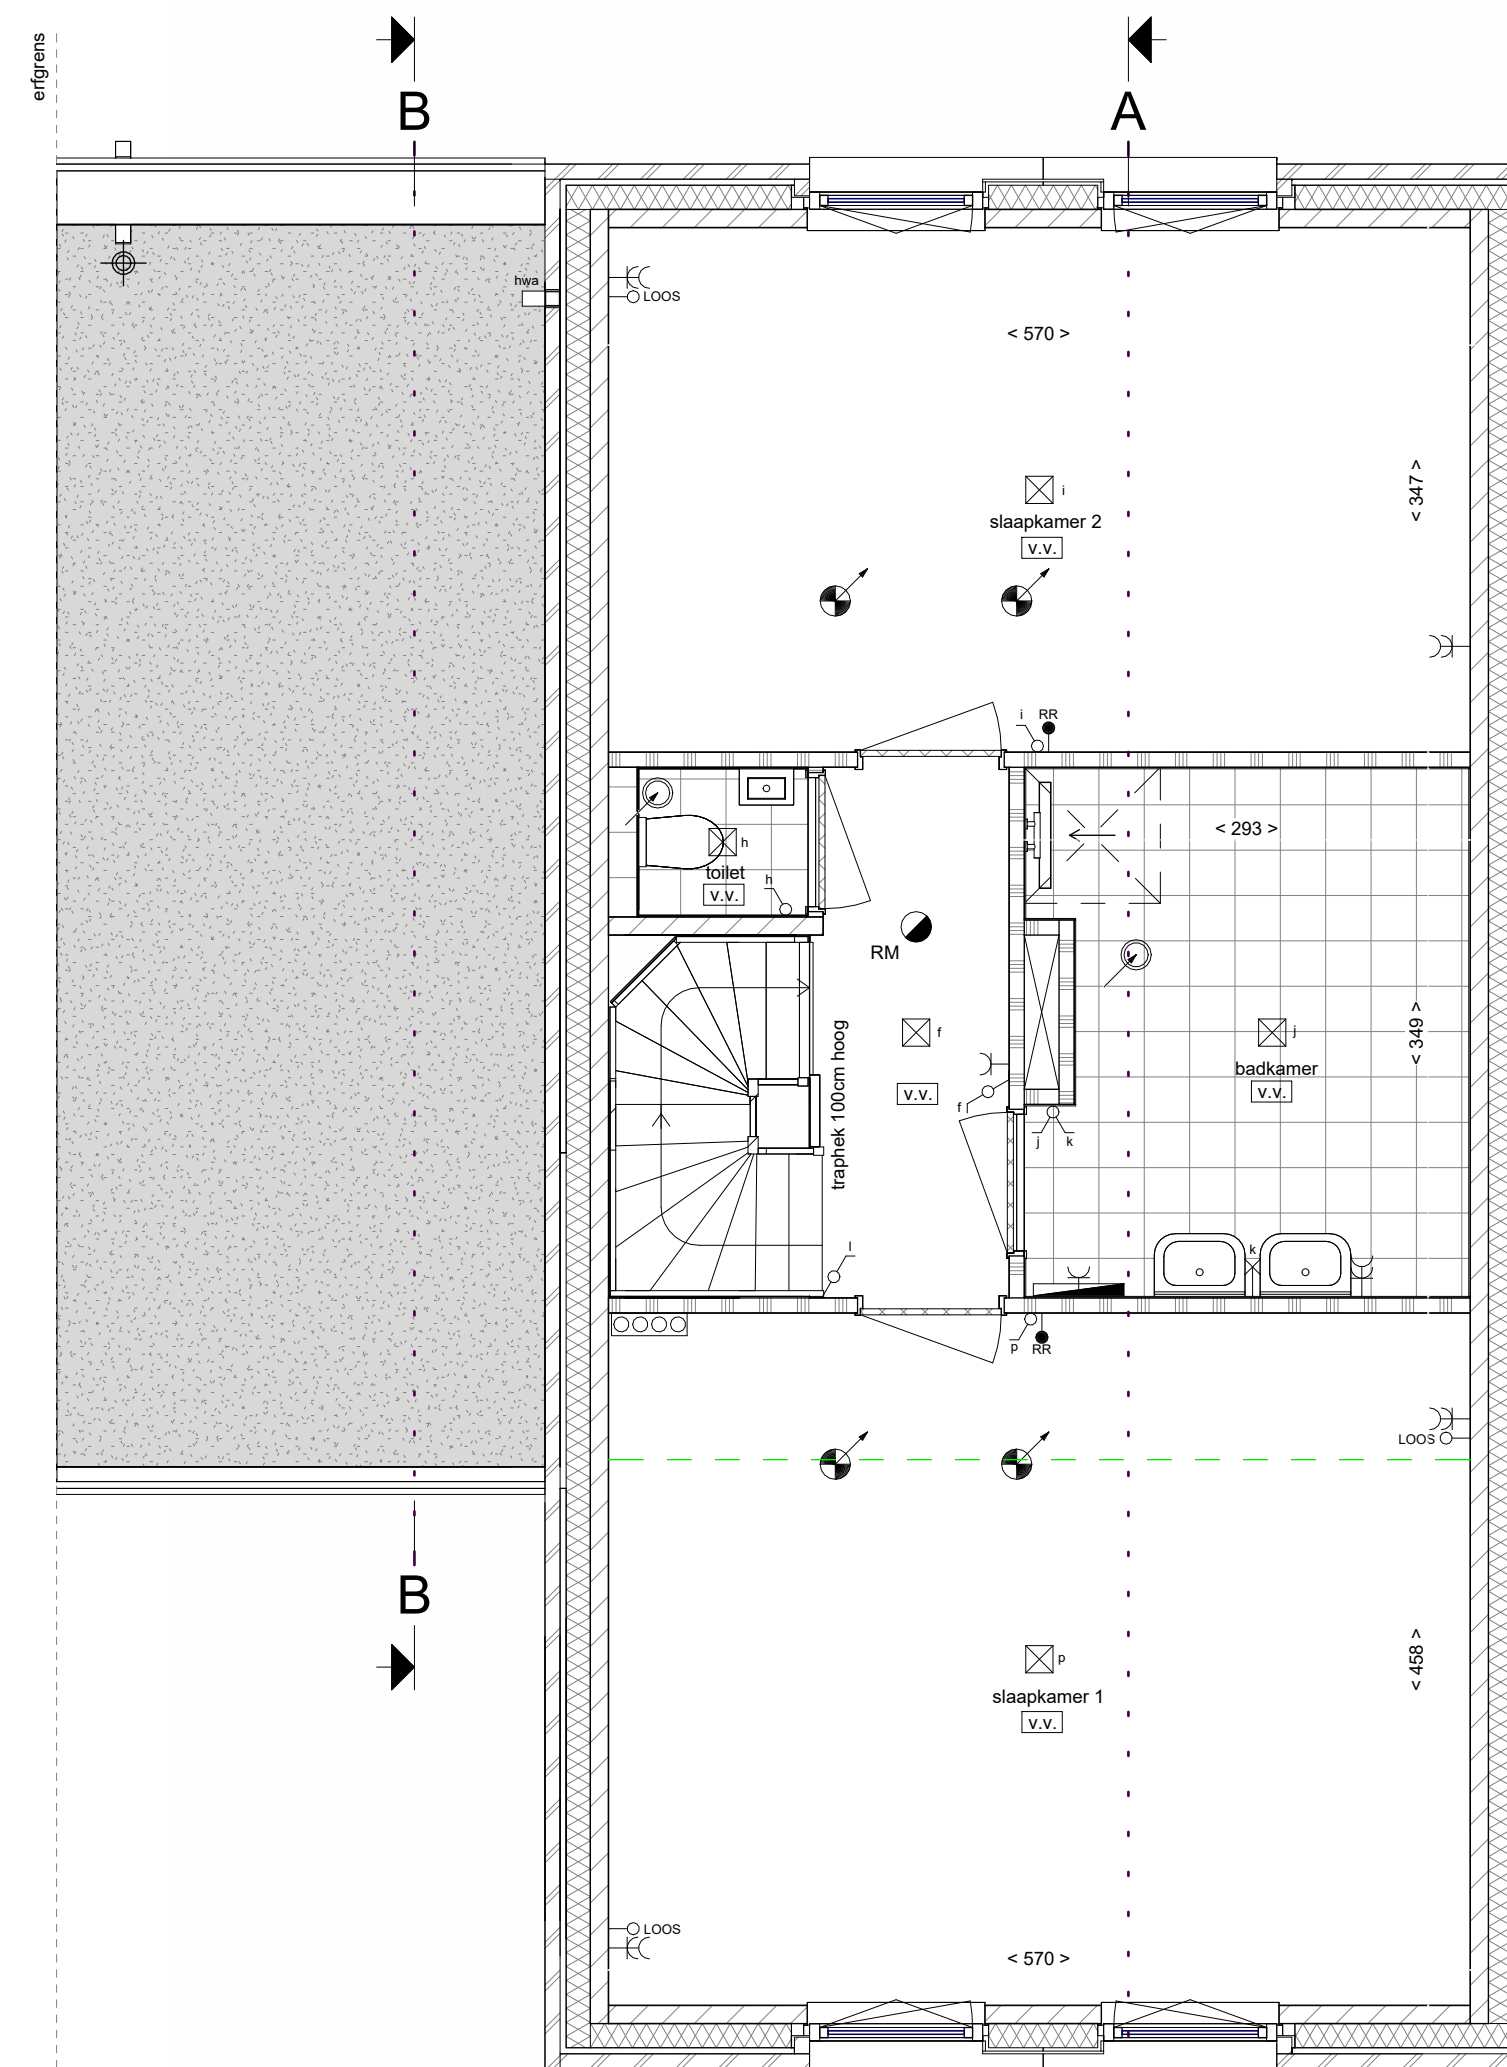 erfgrens
B
A
hwa
LOOS
< 570 >
< 347 >
i
slaapkamer 2
v.v.
i
RR
< 293 >
h
toilet
v.v.
h
RM
traphek 100cm hoog
f
v.v.
f
j
badkamer
v.v.
< 349 >
j
k
l
k
p
RR
LOOS
B
< 458 >
p
slaapkamer 1
v.v.
LOOS
< 570 >